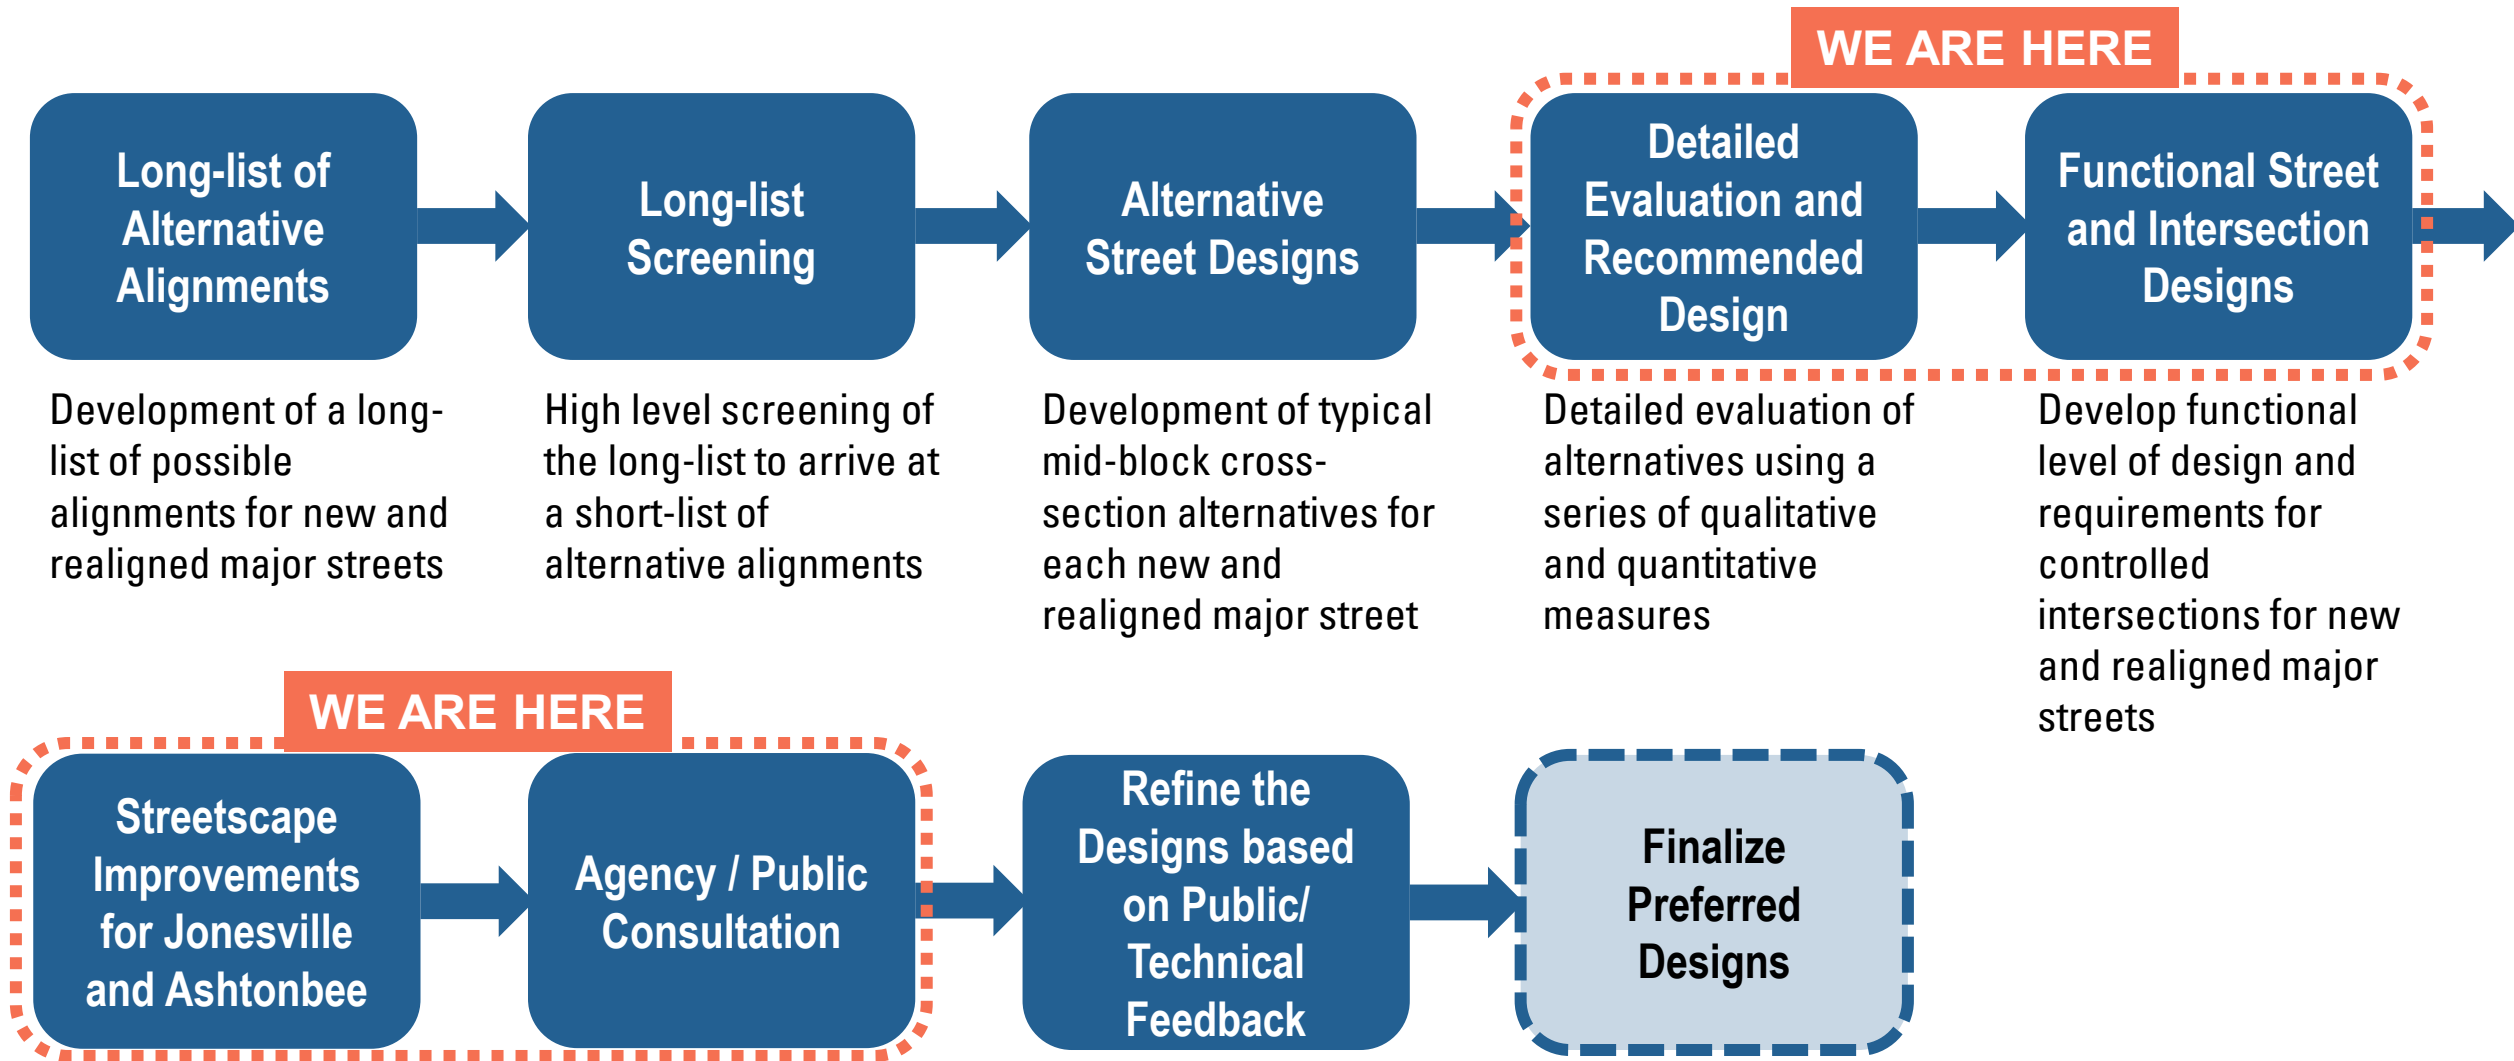 WE ARE HERE
Long-list of
Alternative
Alignments
Long-list
Screening
Alternative
Street Designs
Detailed
Evaluation and
Recommended
Design
Functional Street
and Intersection
Designs
Development of a long-
list of possible
alignments for new and
realigned major streets
High level screening of
the long-list to arrive at
a short-list of
alternative alignments
Development of typical
mid-block cross-
section alternatives for
each new and
realigned major street
Detailed evaluation of
alternatives using a
series of qualitative
and quantitative
measures
Develop functional
level of design and
requirements for
controlled
intersections for new
and realigned major
streets
WE ARE HERE
Streetscape
Improvements
for Jonesville
and Ashtonbee
Agency / Public
Consultation
Refine the
Designs based
on Public/
Technical
Feedback
Finalize
Preferred
Designs